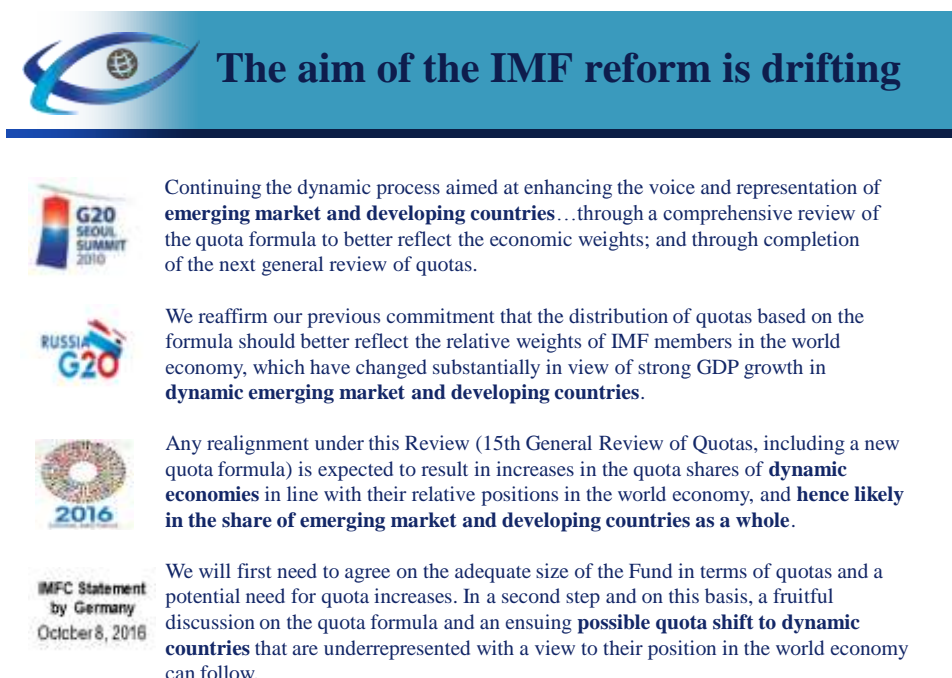 The aim of the IMF reform is drifting
G20
SEOUL
SUMMIT
2010
Continuing the dynamic process aimed at enhancing the voice and representation of
emerging market and developing countries…through a comprehensive review of
the quota formula to better reflect the economic weights; and through completion
of the next general review of quotas.
RUSSIA
G20
We reaffirm our previous commitment that the distribution of quotas based on the
formula should better reflect the relative weights of IMF members in the world
economy, which have changed substantially in view of strong GDP growth in
dynamic emerging market and developing countries.
2016
Any realignment under this Review (15th General Review of Quotas, including a new
quota formula) is expected to result in increases in the quota shares of dynamic
economies in line with their relative positions in the world economy, and hence likely
in the share of emerging market and developing countries as a whole.
IMFC Statement
by Germany
October 8, 2016
We will first need to agree on the adequate size of the Fund in terms of quotas and a
potential need for quota increases. In a second step and on this basis, a fruitful
discussion on the quota formula and an ensuing possible quota shift to dynamic
countries that are underrepresented with a view to their position in the world economy
can follow